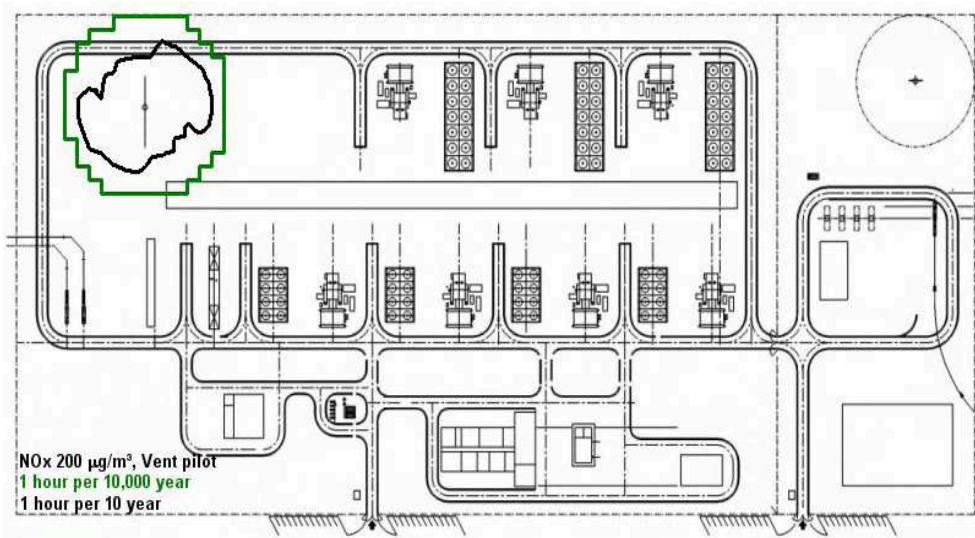 NOx 200 µg/m³, Vent pilot
1 hour per 10,000 year
1 hour per 10 year